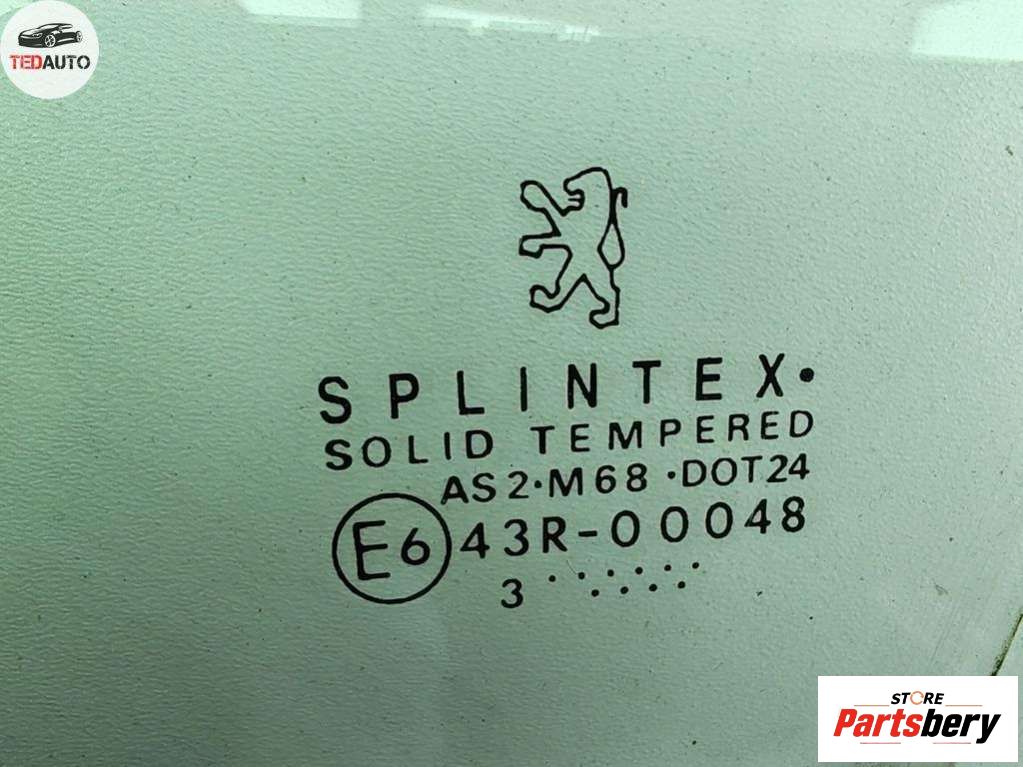 TEDAUTO
SPLINTEX.
SOLID TEMPERED
AS2·M68·DOT24
E6 43R-00048
3
STORE
Partsbery